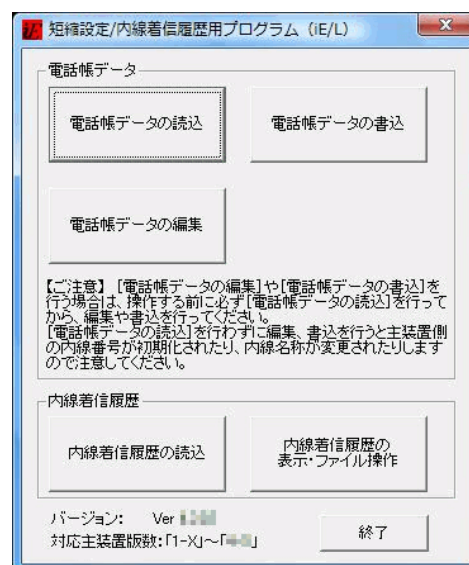 短縮設定/内線着信履歴用プログラム (iE/L)
電話帳データ
電話帳データの読込
電話帳データの書込
電話帳データの編集
【ご注意】 [電話帳データの編集]や[電話帳データの書込]を
行う場合は、操作する前に必ず[電話帳データの読込]を行って
から、編集や書込を行ってください。
[電話帳データの読込]を行わずに編集、書込を行うと主装置側
の内線番号が初期化されたり、内線名称が変更されたりします
ので注意してください。
内線着信履歴
内線着信履歴の読込
内線着信履歴の
表示・ファイル操作
バージョン: Ver
対応主装置版数:「1-X」~「」
終了